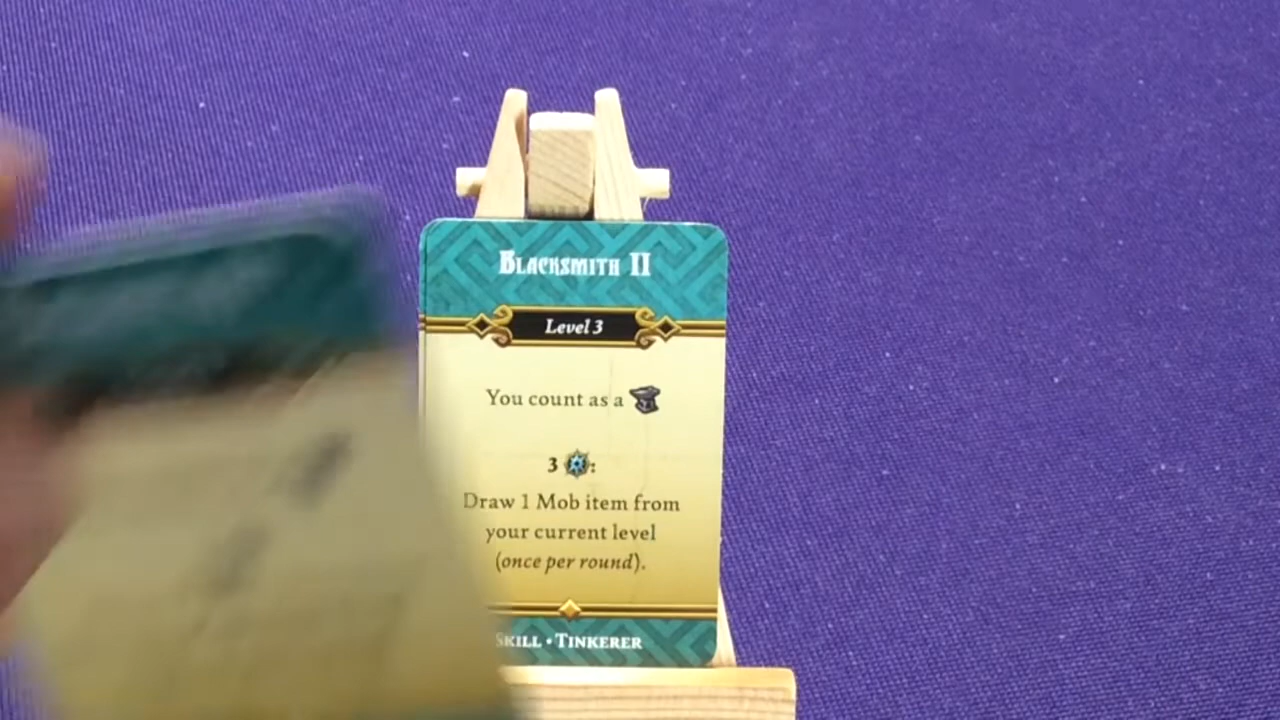 Blacksmith II
Level 3
You count as a
3 :
Draw 1 Mob item from
your current level
(once per round).
Skill • Tinkerer